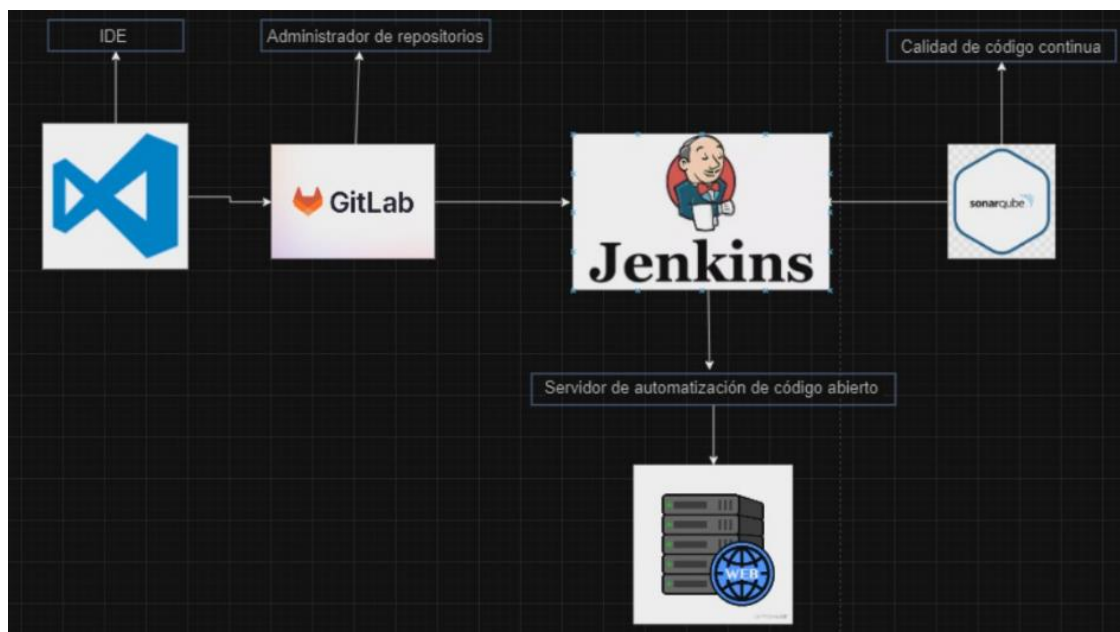 IDE
Administrador de repositorios
Calidad de código continua
GitLab
sonarqube
Jenkins
Servidor de automatización de código abierto
WEB